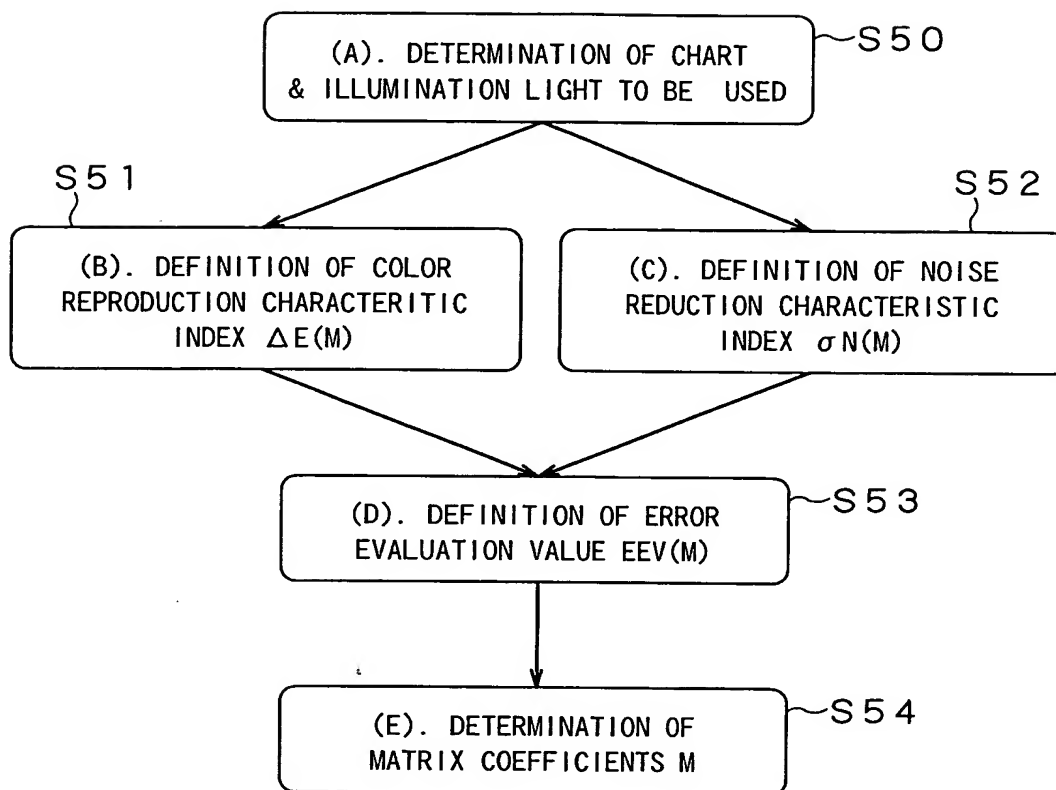 (A). DETERMINATION OF CHART
& ILLUMINATION LIGHT TO BE USED
S50
S51
(B). DEFINITION OF COLOR
REPRODUCTION CHARACTERITIC
INDEX ΔE(M)
S52
(C). DEFINITION OF NOISE
REDUCTION CHARACTERISTIC
INDEX σN(M)
(D). DEFINITION OF ERROR
EVALUATION VALUE EEV(M)
S53
(E). DETERMINATION OF
MATRIX COEFFICIENTS M
S54